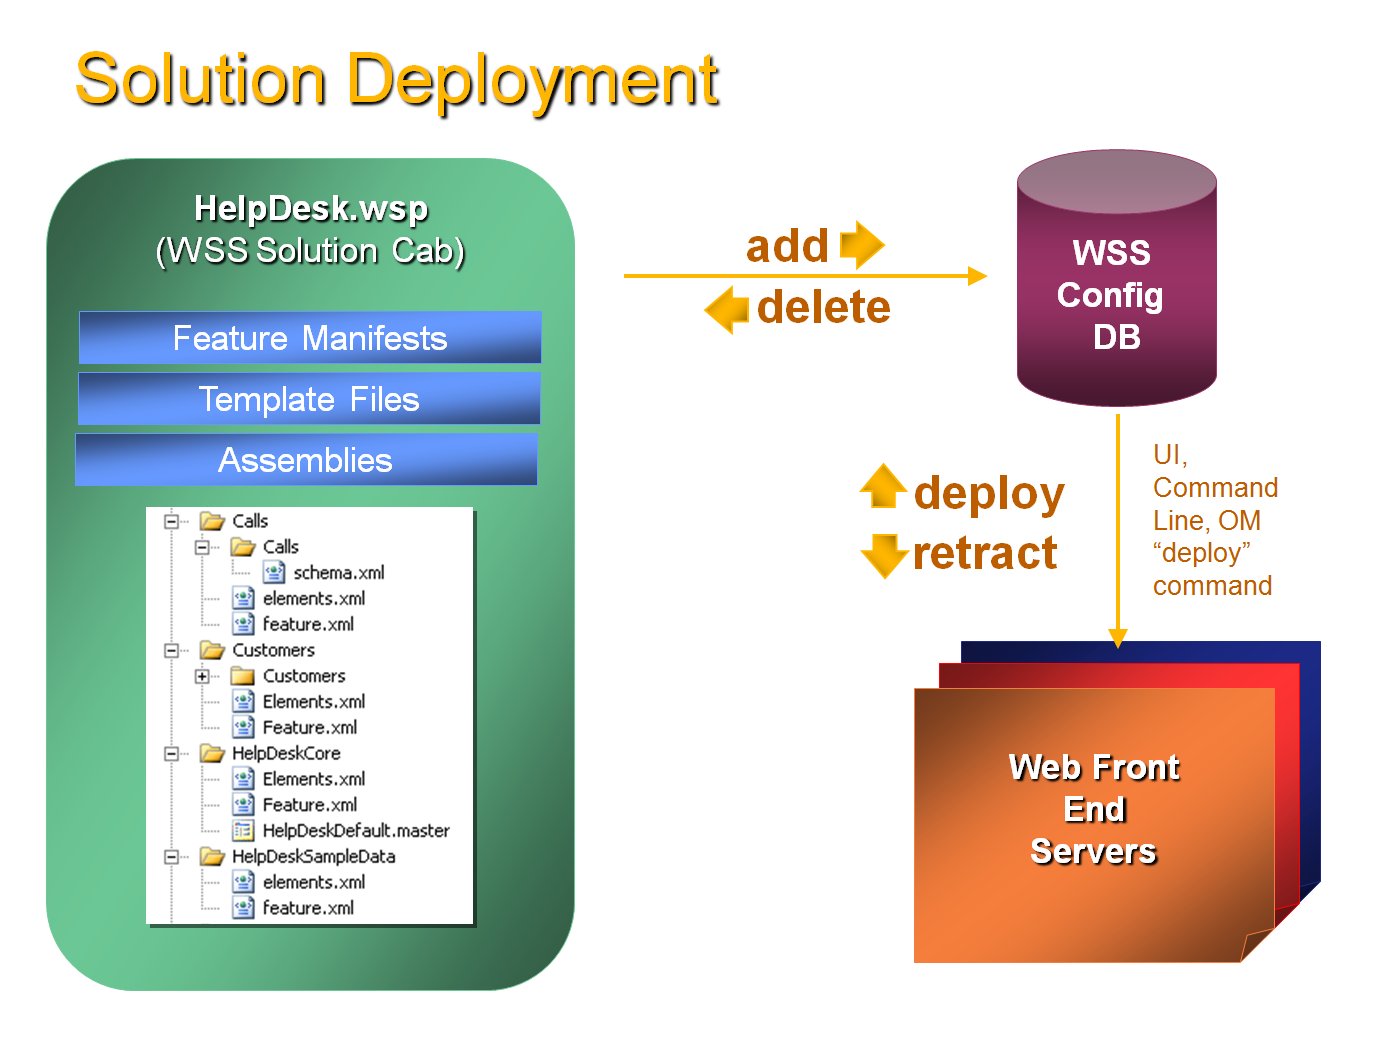 Solution Deployment
HelpDesk.wsp
(WSS Solution Cab)
Feature Manifests
Template Files
Assemblies
Calls
Calls
schema.xml
elements.xml
feature.xml
Customers
Customers
Elements.xml
Feature.xml
HelpDeskCore
Elements.xml
Feature.xml
HelpDeskDefault.master
HelpDeskSampleData
elements.xml
feature.xml
add
delete
WSS
Config
DB
deploy
retract
UI,
Command
Line, OM
“deploy”
command
Web Front
End
Servers